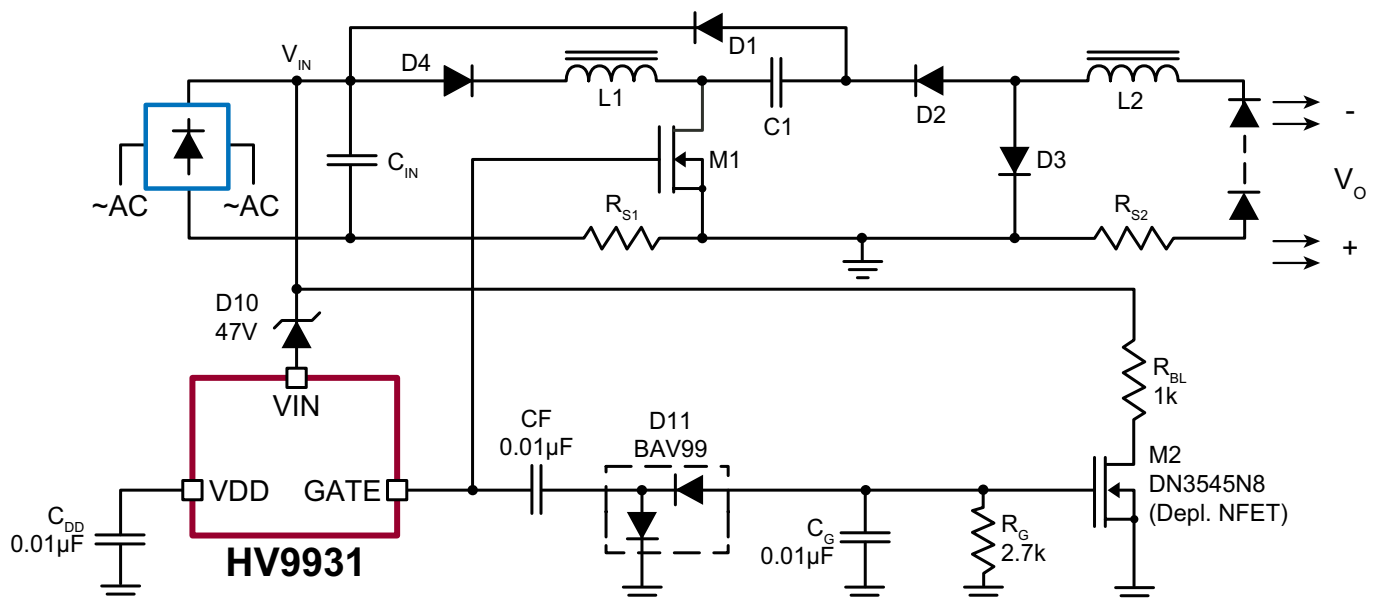 D1
V_IN
D4
L1
C1
D2
L2
-
C_IN
M1
D3
V_O
~AC
~AC
R_S1
R_S2
+
D10
47V
R_BL
1k
VIN
CF
0.01µF
D11
BAV99
M2
DN3545N8
(Depl. NFET)
VDD
GATE
C_DD
0.01µF
C_G
0.01µF
R_G
2.7k
HV9931